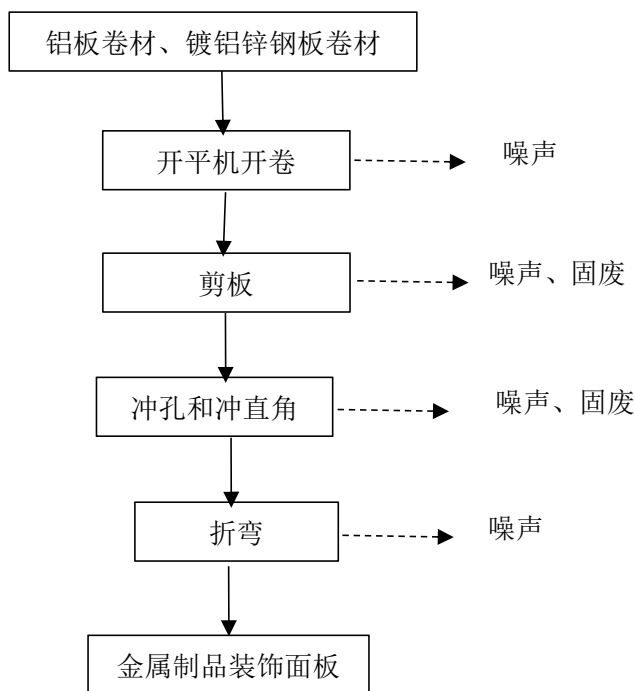 铝板卷材、镀铝锌钢板卷材
开平机开卷
噪声
剪板
噪声、固废
冲孔和冲直角
噪声、固废
折弯
噪声
金属制品装饰面板